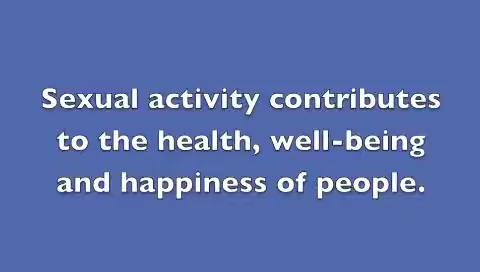 Sexual activity contributes
to the health, well-being
and happiness of people.